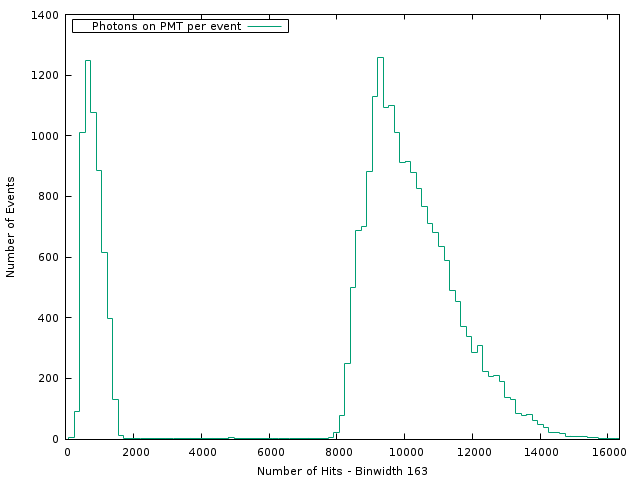 Photons on PMT per event
1400
1200
1000
800
600
400
200
0
Number of Events
0 2000 4000 6000 8000 10000 12000 14000 16000
Number of Hits - Binwidth 163